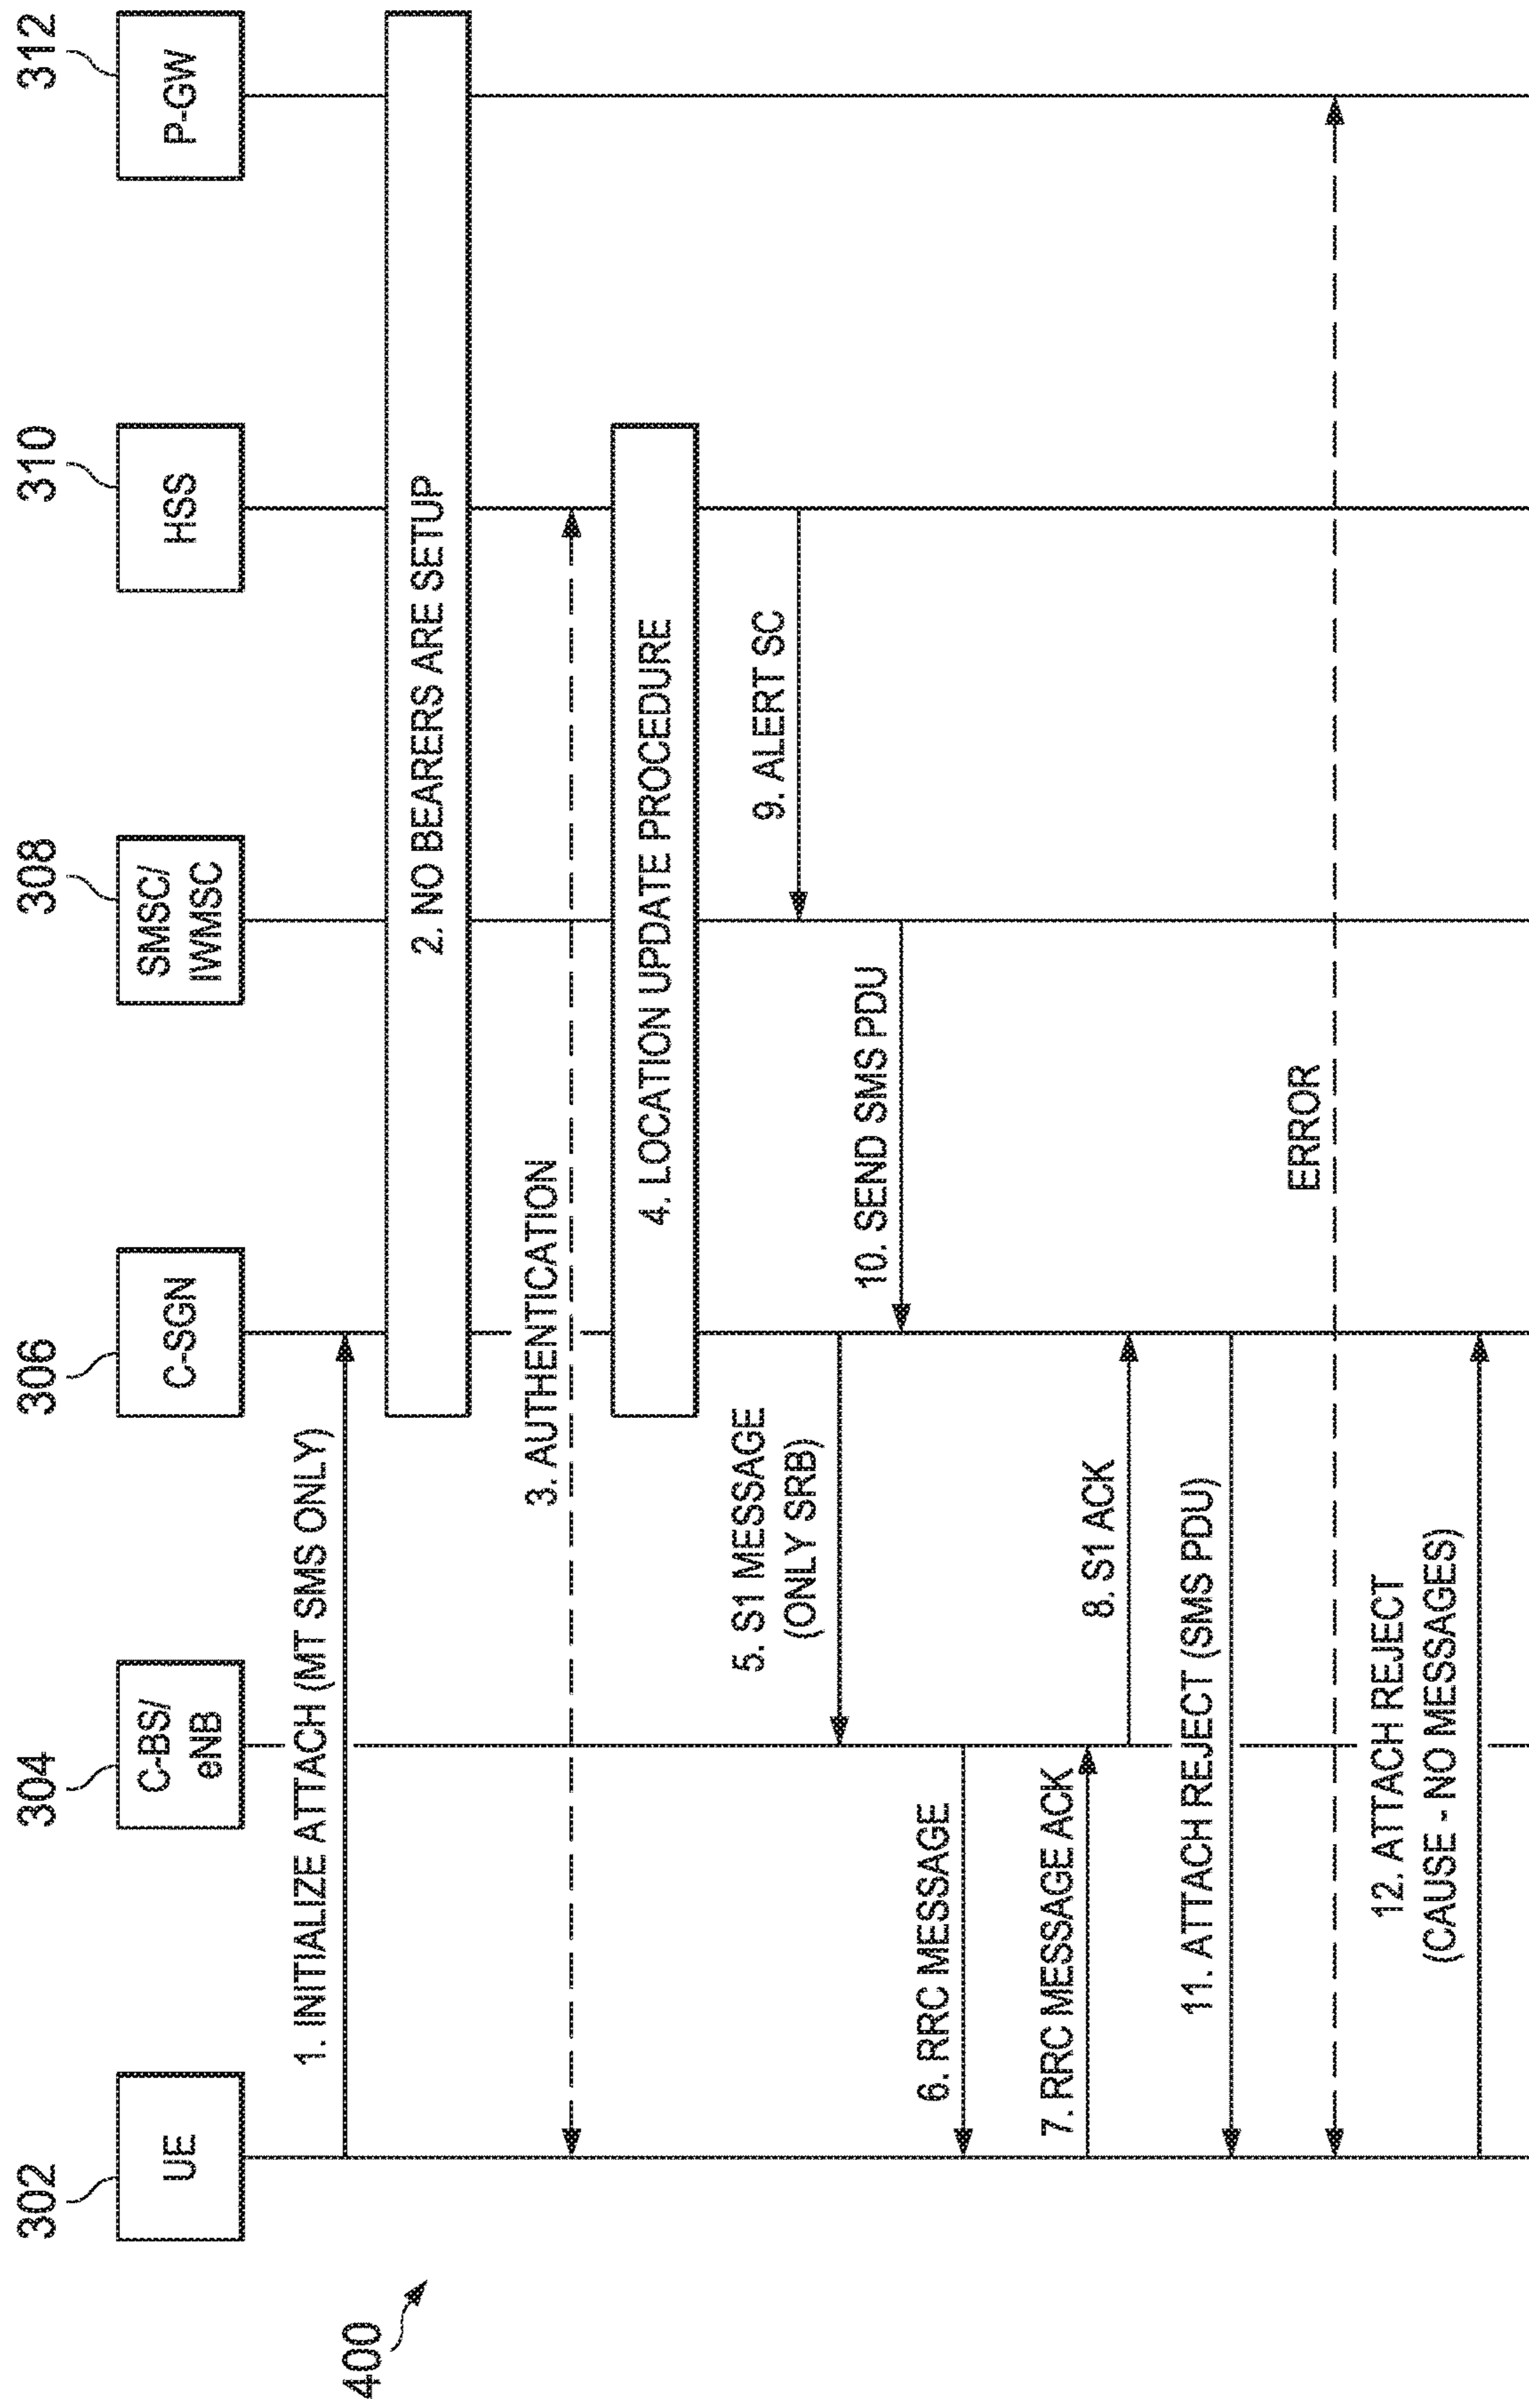 400
302
304
306
308
310
312
UE
C-BS/
eNB
C-SGN
SMSC/
IWMSC
HSS
P-GW
1. INITIALIZE ATTACH (MT SMS ONLY)
2. NO BEARERS ARE SETUP
3. AUTHENTICATION
4. LOCATION UPDATE PROCEDURE
5. S1 MESSAGE
(ONLY SRB)
9. ALERT SC
10. SEND SMS PDU
6. RRC MESSAGE
7. RRC MESSAGE ACK
8. S1 ACK
11. ATTACH REJECT (SMS PDU)
ERROR
12. ATTACH REJECT
(CAUSE - NO MESSAGES)